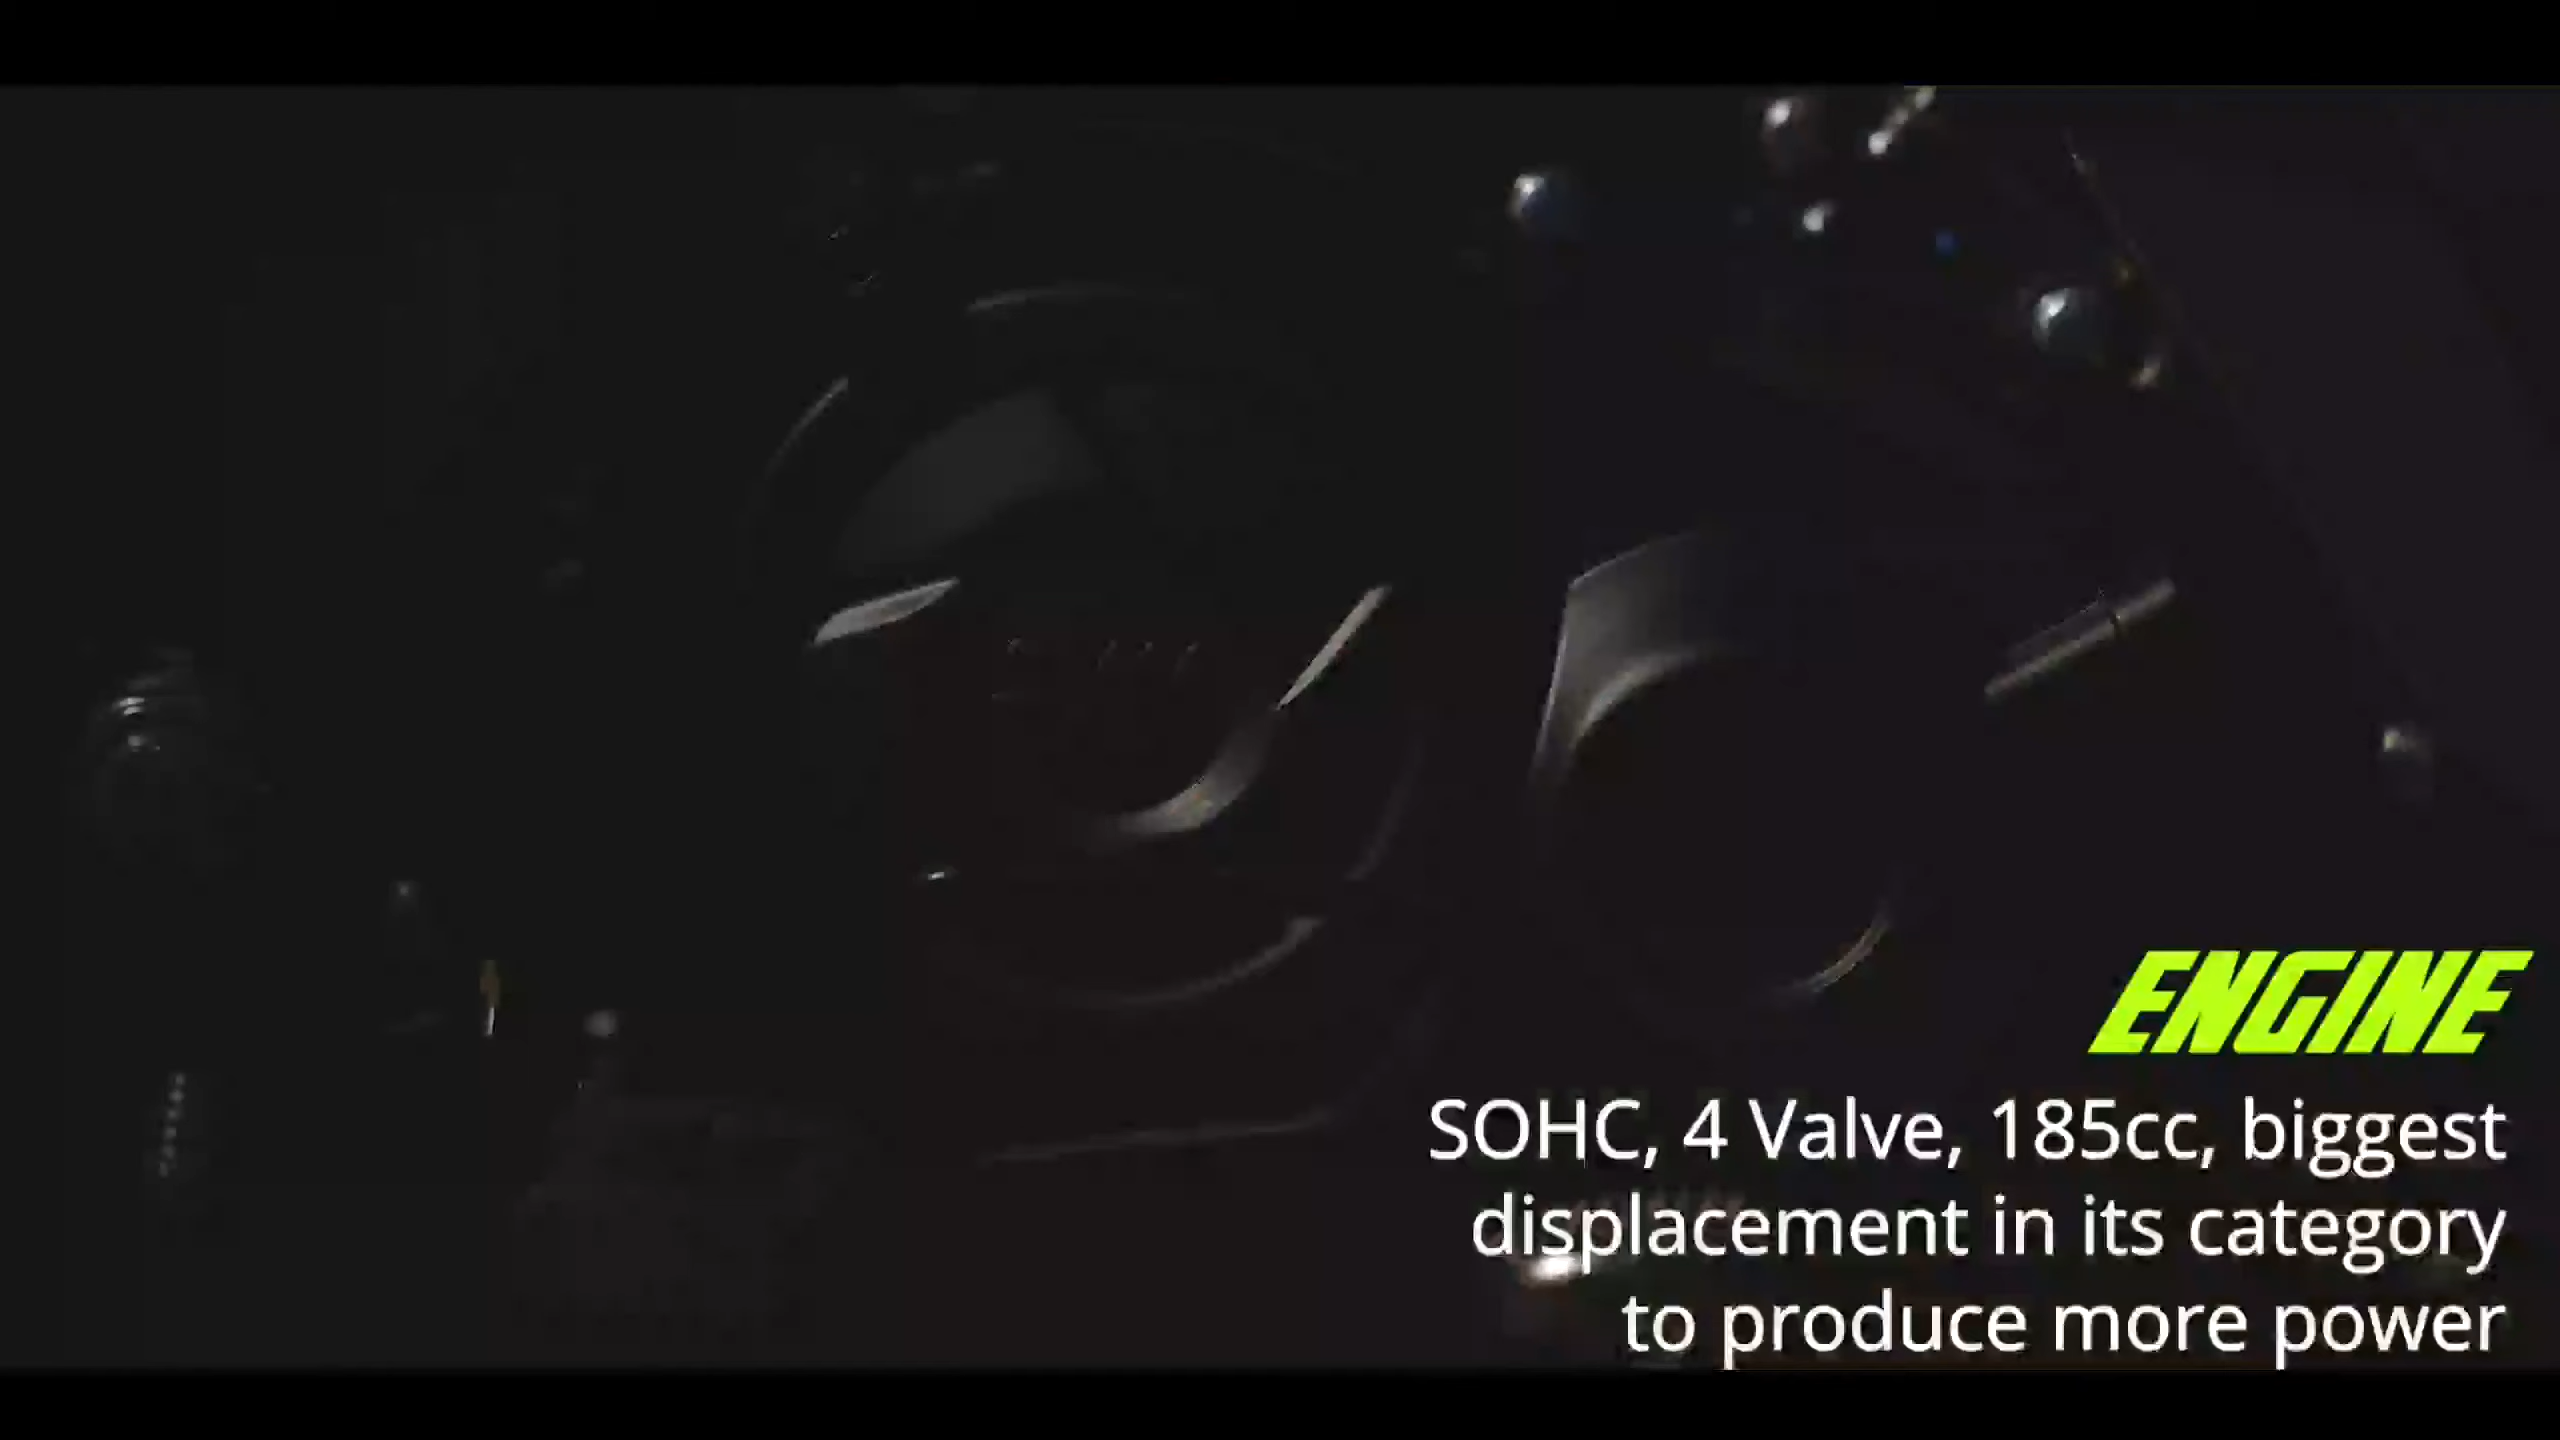 ENGINE
SOHC, 4 Valve, 185cc, biggest
displacement in its category
to produce more power